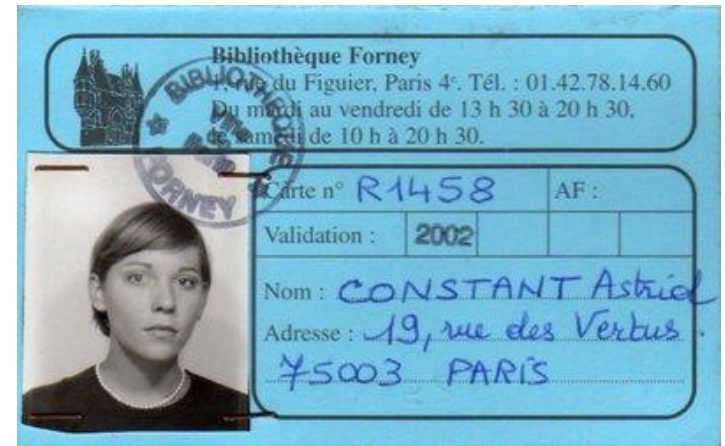 Bibliothèque Forney
1, rue du Figuier, Paris 4e. Tél. : 01.42.78.14.60
Du mardi au vendredi de 13 h 30 à 20 h 30,
le samedi de 10 h à 20 h 30.
BIBLIOTHEQUE
FORNEY
Carte n° R1458 AF :
Validation : 2002
Nom : CONSTANT Astrid
Adresse : 19, rue des Vertus.
75003 PARIS